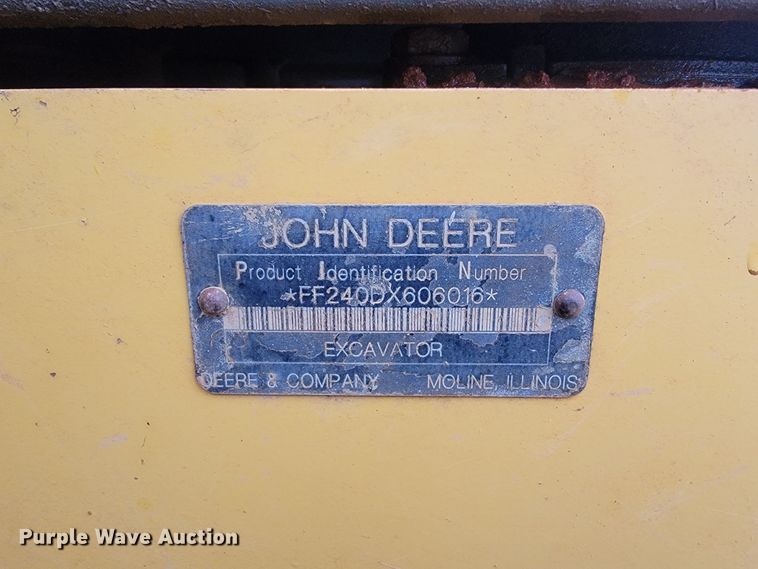 JOHN DEERE
Product Identification Number
*FF240DX606016*
EXCAVATOR
DEERE & COMPANY MOLINE, ILLINOIS
Purple Wave Auction